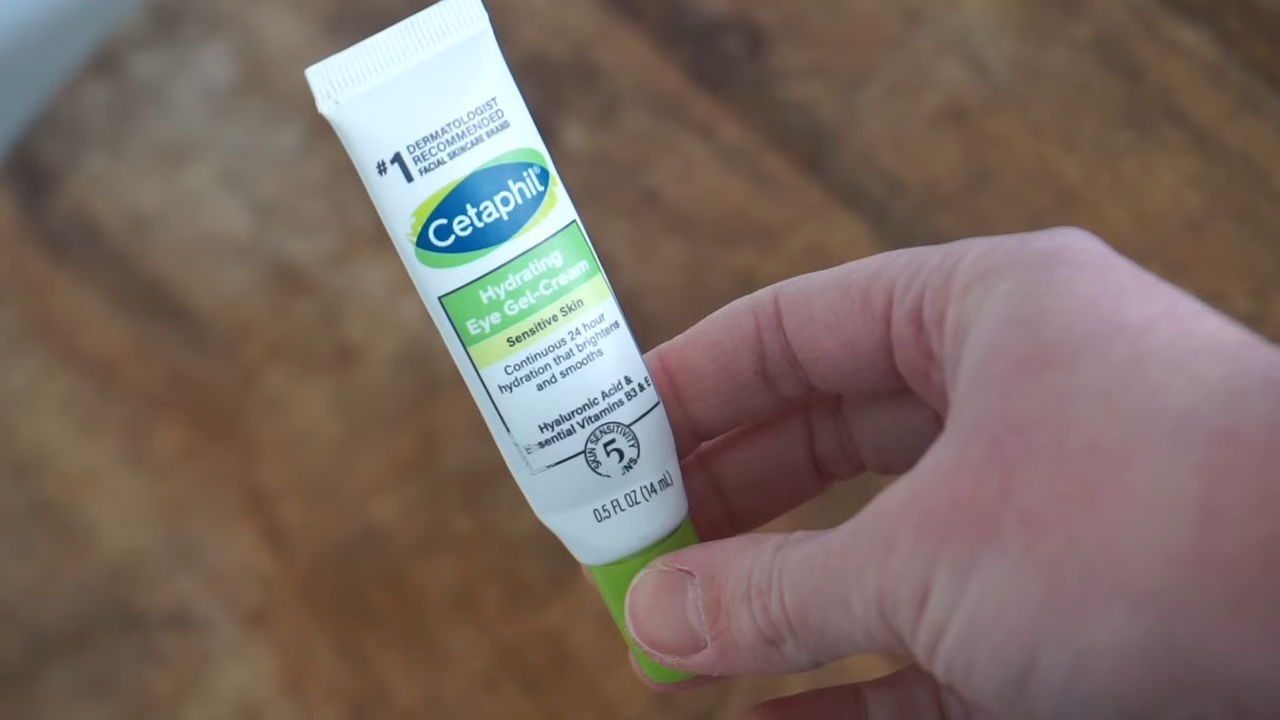 #1 DERMATOLOGIST
RECOMMENDED
FACIAL SKINCARE BRAND
Cetaphil®
Hydrating
Eye Gel-Cream
Sensitive Skin
Continuous 24 hour
hydration that brightens
and smooths
Hyaluronic Acid &
sential Vitamins B3 & E
SKIN SENSITIVITY
5
0.5 FL OZ (14 mL)